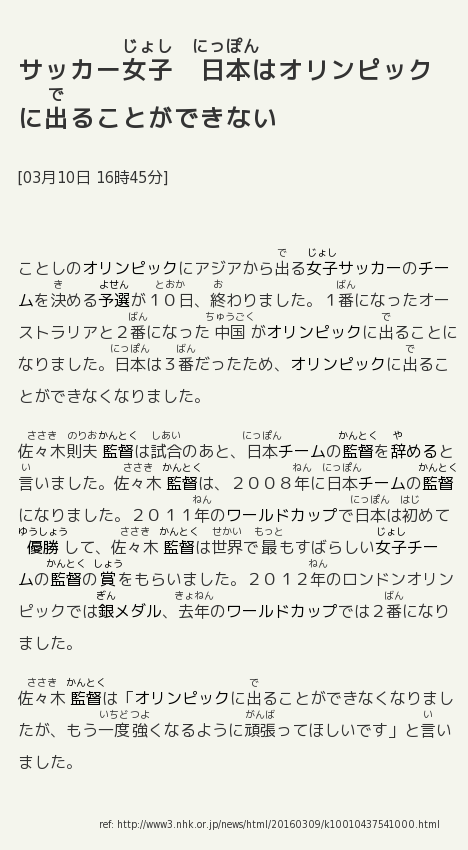 サッカー女子　日本はオリンピック
に出ることができない
[03月10日 16時45分]
ことしのオリンピックにアジアから出る女子サッカーのチー
ムを決める予選が１０日、終わりました。１番になったオー
ストラリアと２番になった中国がオリンピックに出ることに
なりました。日本は３番だったため、オリンピックに出るこ
とができなくなりました。
佐々木則夫監督は試合のあと、日本チームの監督を辞めると
言いました。佐々木監督は、２００８年に日本チームの監督
になりました。２０１１年のワールドカップで日本は初めて
優勝して、佐々木監督は世界で最もすばらしい女子チー
ムの監督の賞をもらいました。２０１２年のロンドンオリン
ピックでは銀メダル、去年のワールドカップでは２番になり
ました。
佐々木監督は「オリンピックに出ることができなくなりまし
たが、もう一度強くなるように頑張ってほしいです」と言い
ました。
ref: http://www3.nhk.or.jp/news/html/20160309/k10010437541000.html